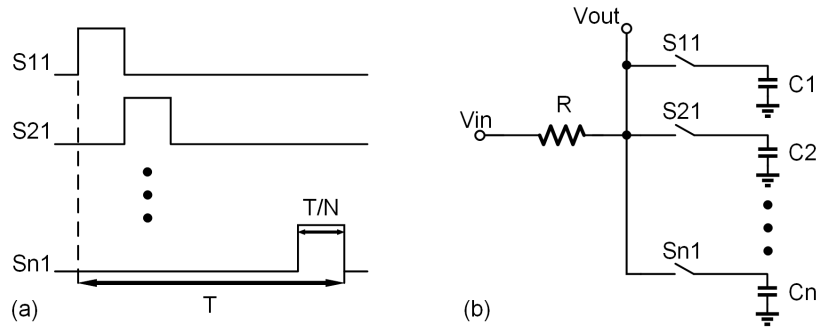 S11
S21
T/N
Sn1
T
(a)
Vout
S11
C1
R
S21
Vin
C2
Sn1
Cn
(b)